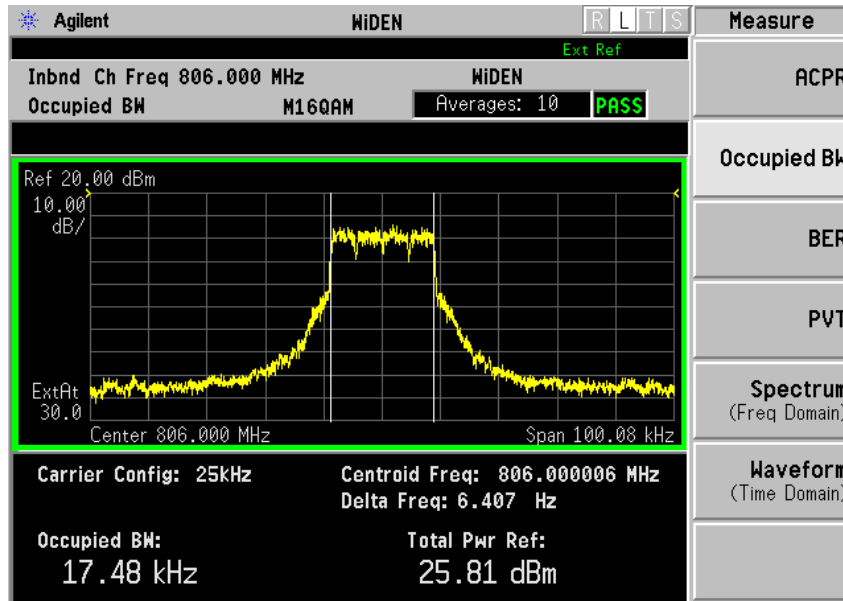 Agilent WiDEN R L T S Measure
Ext Ref
Inbnd Ch Freq 806.000 MHz WiDEN
Occupied BW M16QAM Averages: 10 PASS
ACPR
Occupied BW
Ref 20.00 dBm
10.00
dB/
BER
PVT
ExtAt
30.0
Center 806.000 MHz Span 100.08 kHz
Spectrum
(Freq Domain)
Carrier Config: 25kHz Centroid Freq: 806.000006 MHz
Delta Freq: 6.407 Hz
Waveform
(Time Domain)
Occupied BW: Total Pwr Ref:
17.48 kHz 25.81 dBm